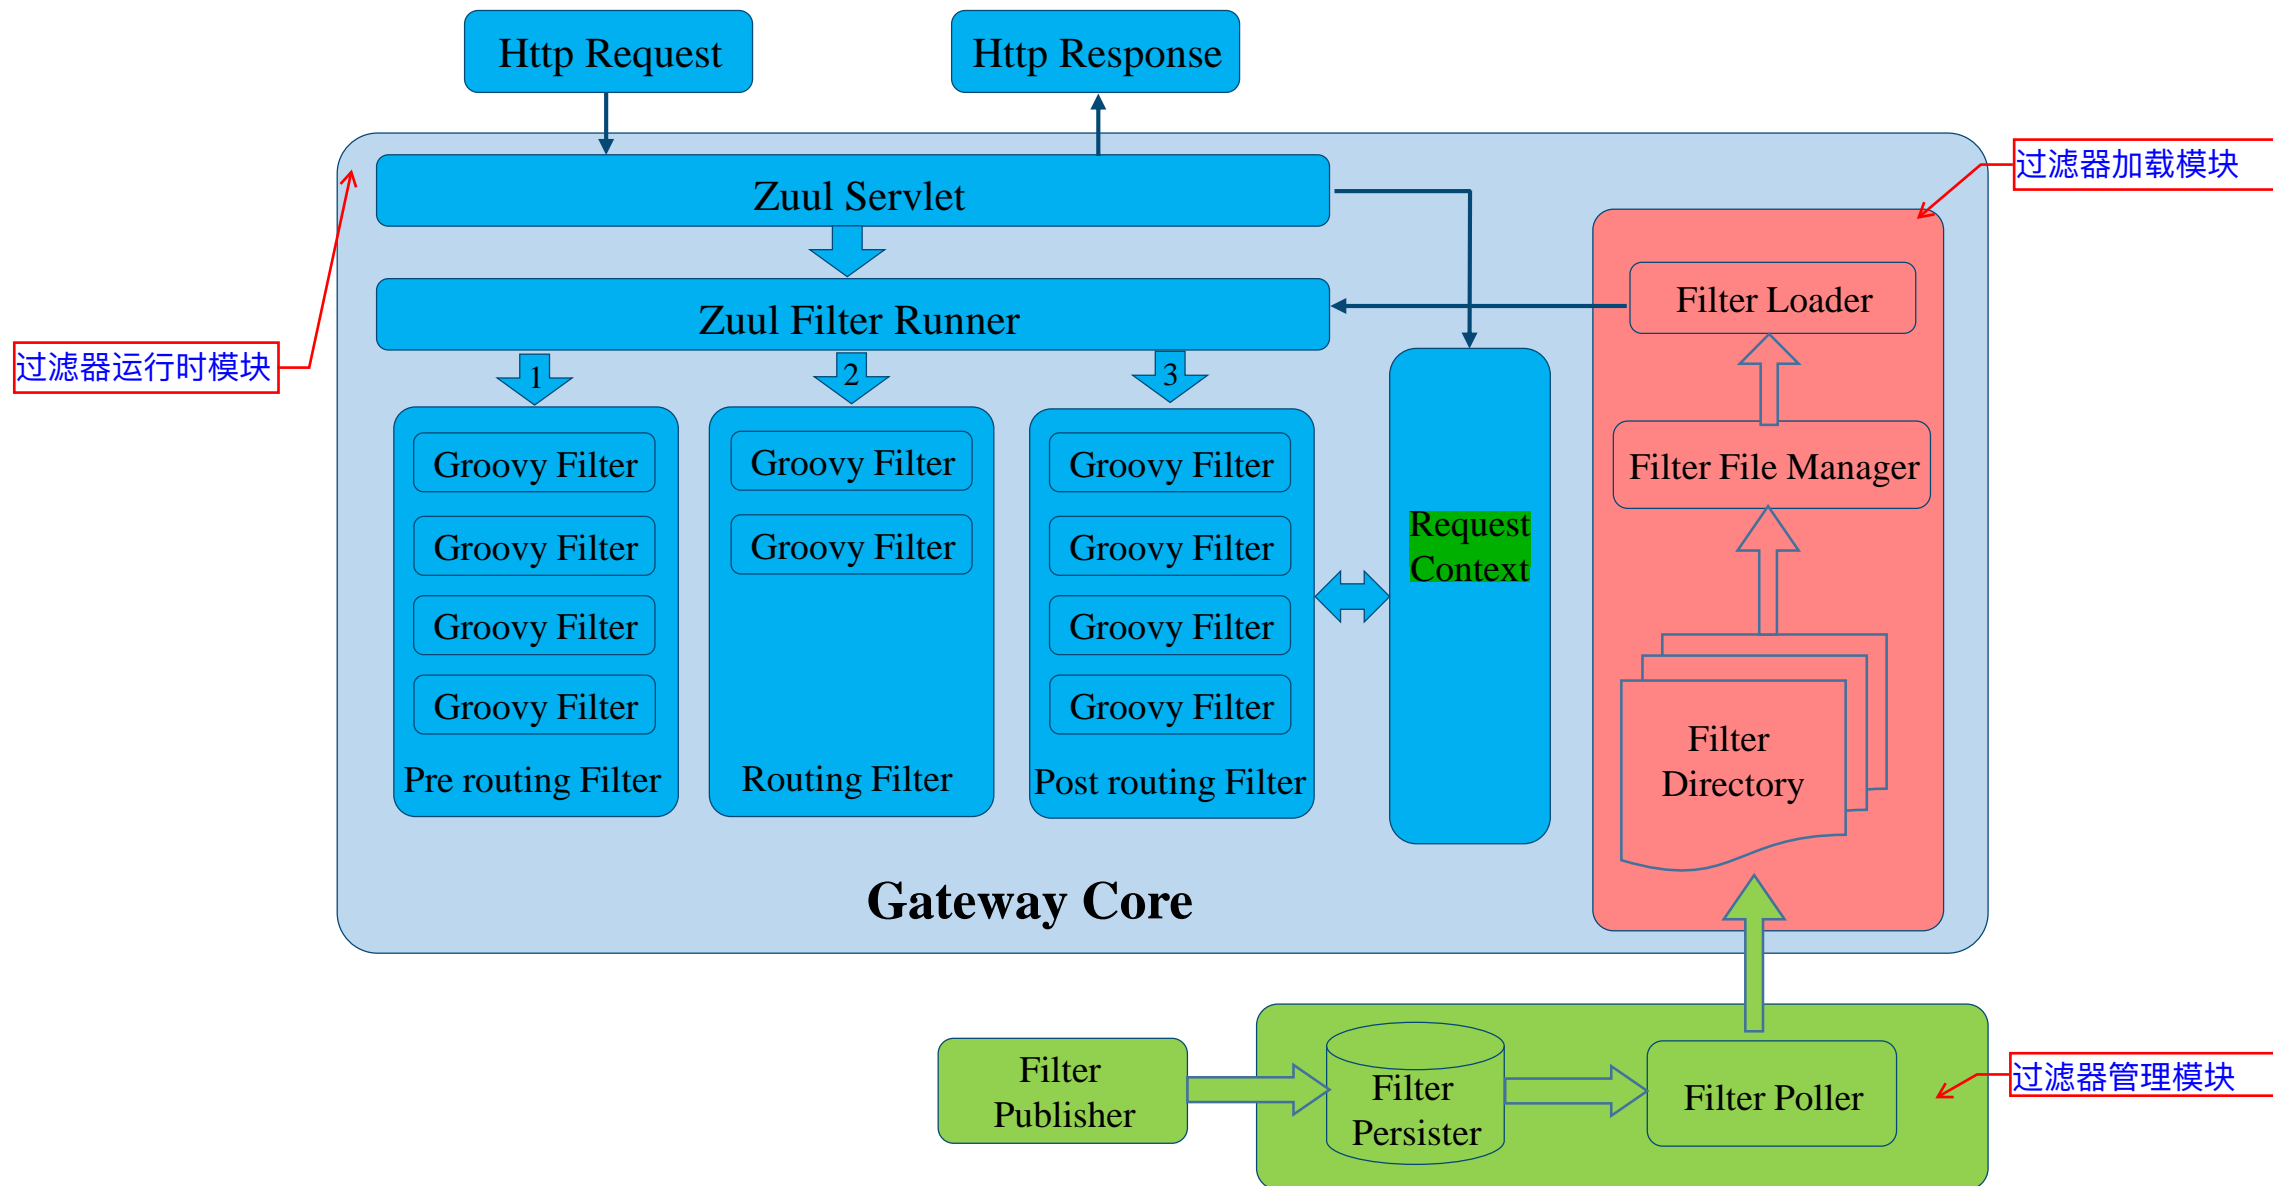 Http Request
Http Response
过滤器加载模块
Zuul Servlet
Filter Loader
Zuul Filter Runner
过滤器运行时模块
1
2
3
Groovy Filter
Groovy Filter
Groovy Filter
Groovy Filter
Pre routing Filter
Groovy Filter
Groovy Filter
Routing Filter
Groovy Filter
Groovy Filter
Groovy Filter
Groovy Filter
Post routing Filter
Request
Context
Filter File Manager
Filter
Directory
Gateway Core
Filter
Publisher
Filter
Persister
Filter Poller
过滤器管理模块